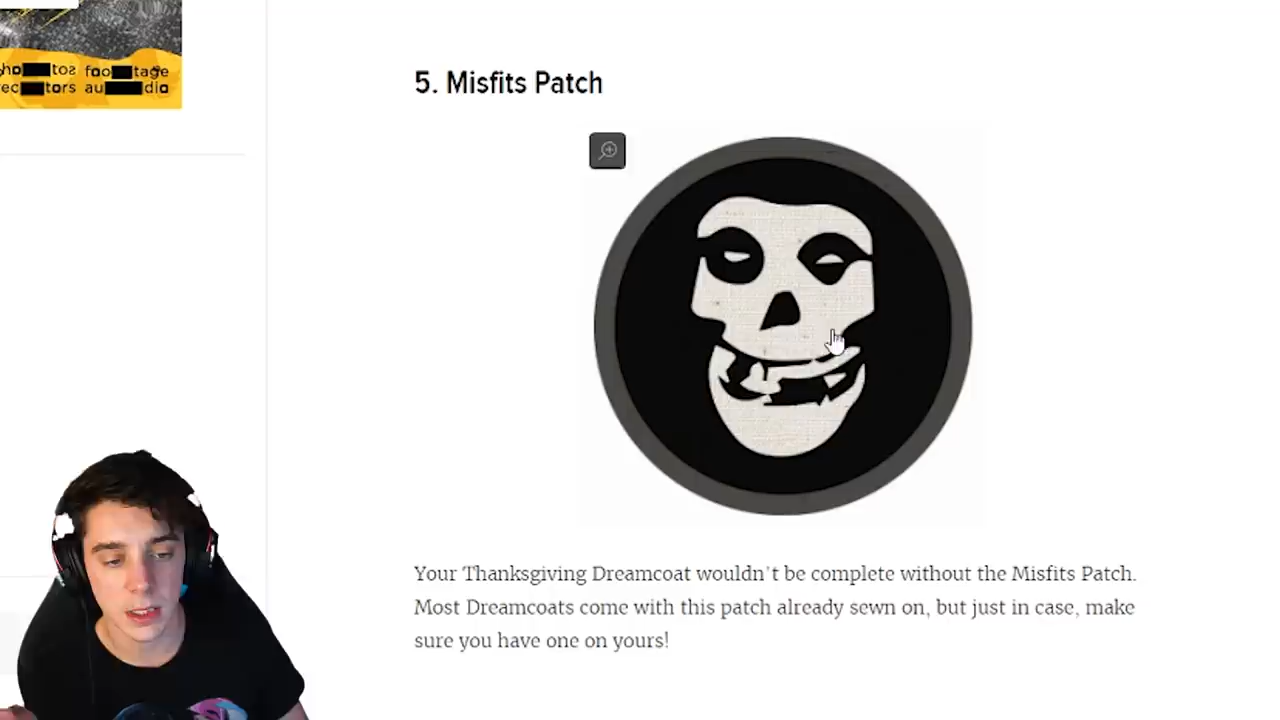 5. Misfits Patch
Your Thanksgiving Dreamcoat wouldn't be complete without the Misfits Patch.
Most Dreamcoats come with this patch already sewn on, but just in case, make
sure you have one on yours!